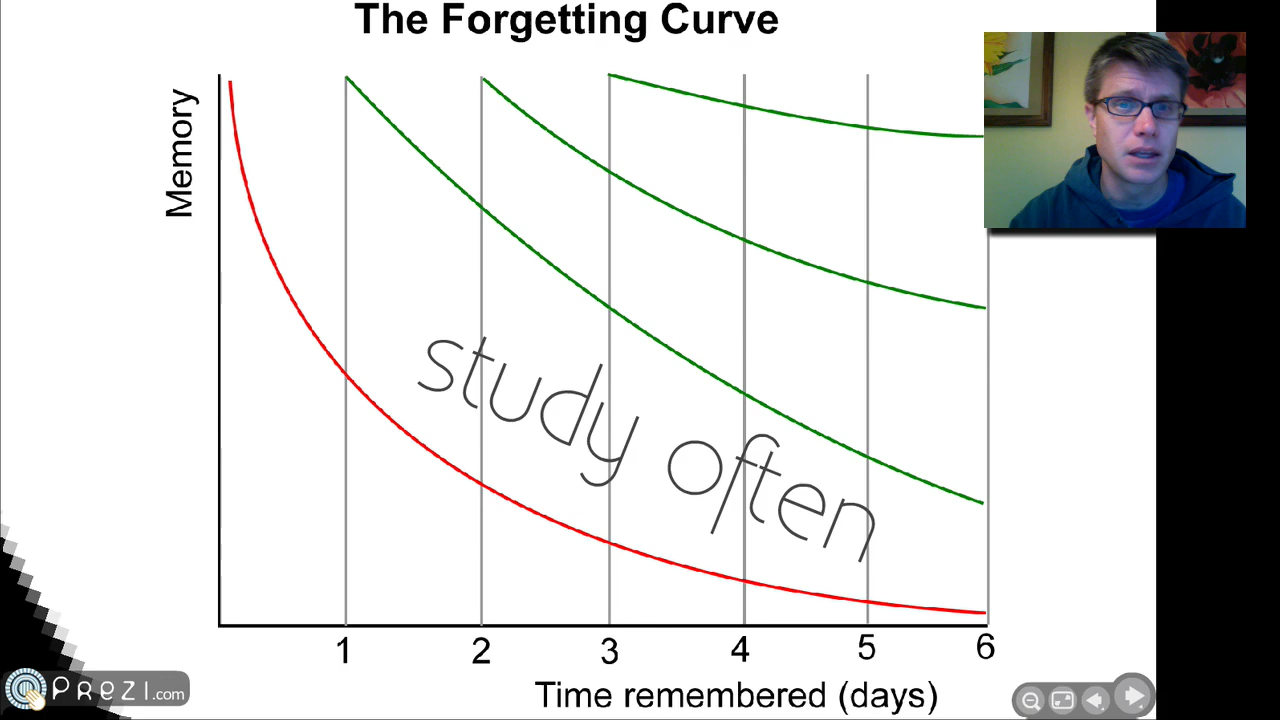 The Forgetting Curve
Memory
study often
1 2 3 4 5 6
Time remembered (days)
PREZI.com